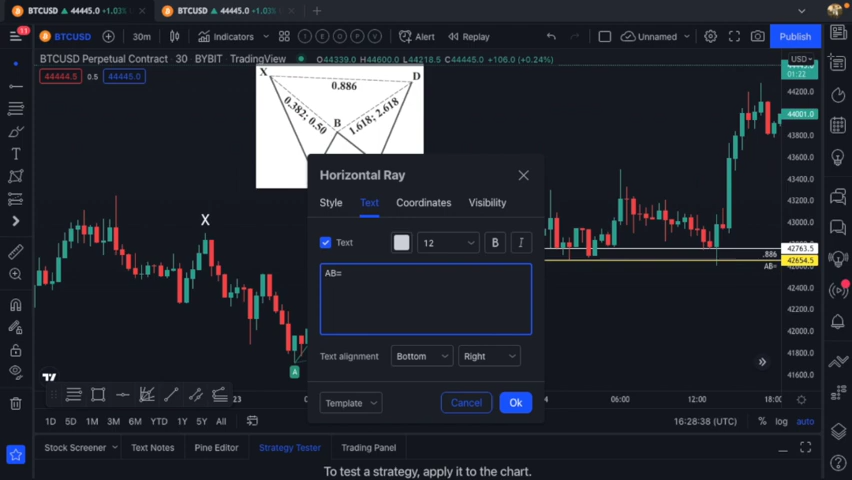 BTCUSD ▲ 44445.0 +1.03%
BTCUSD ▲ 44445.0 +1.03%
11
BTCUSD
30m
Indicators
Alert
Replay
Unnamed
Publish
BTCUSD Perpetual Contract · 30 · BYBIT · TradingView
O44339.0 H44600.0 L44218.5 C44445.0 +106.0 (+0.24%)
USD
44444.5
0.5
44445.0
01:22
44200.0
44001.0
43800.0
43600.0
43400.0
43200.0
43000.0
42763.5
42654.5
42200.0
42000.0
41800.0
41600.0
X
D
0.886
0.382; 0.50
B
1.618; 2.618
X
A
.886
AB=
Horizontal Ray
Style
Text
Coordinates
Visibility
Text
12
B
I
AB=
Text alignment
Bottom
Right
Template
Cancel
Ok
23
06:00
12:00
18:00
1D
5D
1M
3M
6M
YTD
1Y
5Y
All
16:28:38 (UTC)
%
log
auto
Stock Screener
Text Notes
Pine Editor
Strategy Tester
Trading Panel
To test a strategy, apply it to the chart.